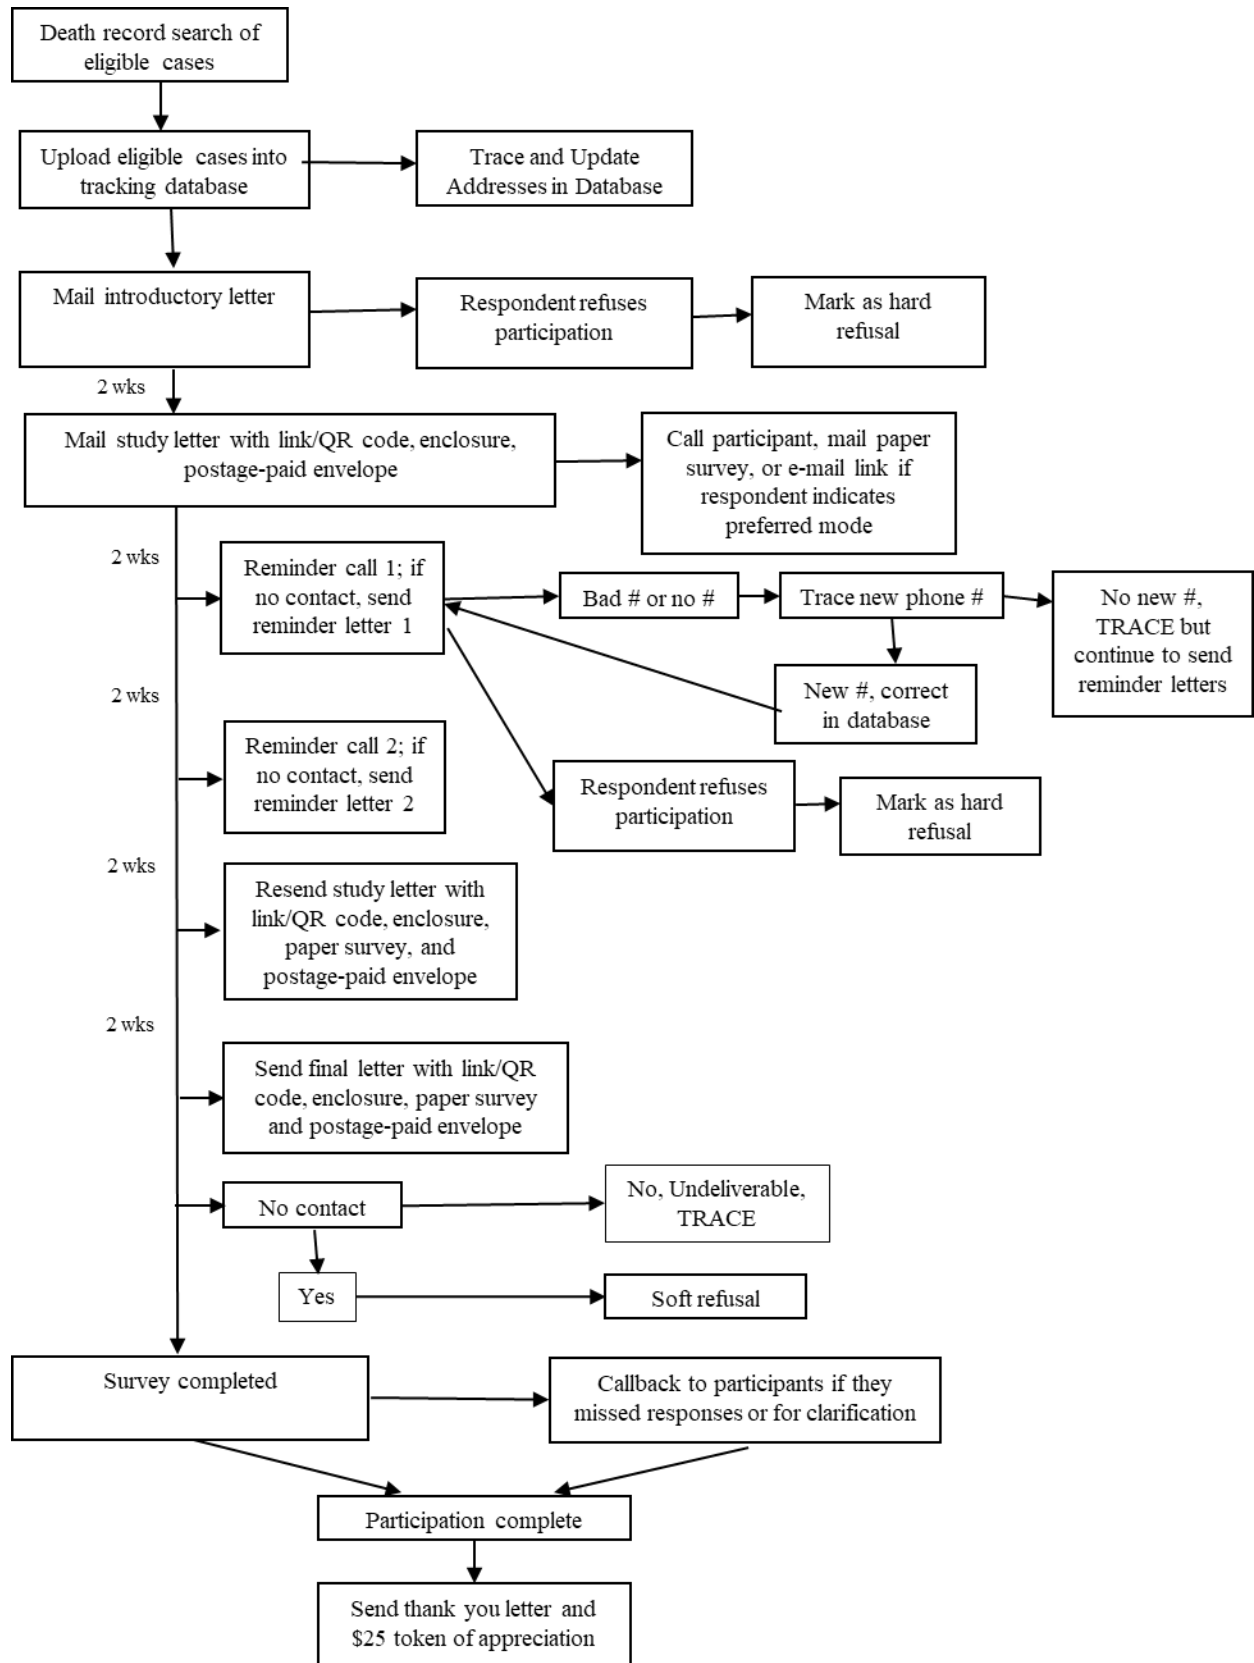 Death record search of
eligible cases
Upload eligible cases into
tracking database
Trace and Update
Addresses in Database
Mail introductory letter
Respondent refuses
participation
Mark as hard
refusal
2 wks
Mail study letter with link/QR code, enclosure,
postage-paid envelope
Call participant, mail paper
survey, or e-mail link if
respondent indicates
preferred mode
2 wks
Reminder call 1; if
no contact, send
reminder letter 1
Bad # or no #
Trace new phone #
No new #,
TRACE but
continue to send
reminder letters
New #, correct
in database
2 wks
Reminder call 2; if
no contact, send
reminder letter 2
Respondent refuses
participation
Mark as hard
refusal
2 wks
Resend study letter with
link/QR code, enclosure,
paper survey, and
postage-paid envelope
2 wks
Send final letter with link/QR
code, enclosure, paper survey
and postage-paid envelope
No contact
No, Undeliverable,
TRACE
Yes
Soft refusal
Survey completed
Callback to participants if they
missed responses or for clarification
Participation complete
Send thank you letter and
$25 token of appreciation